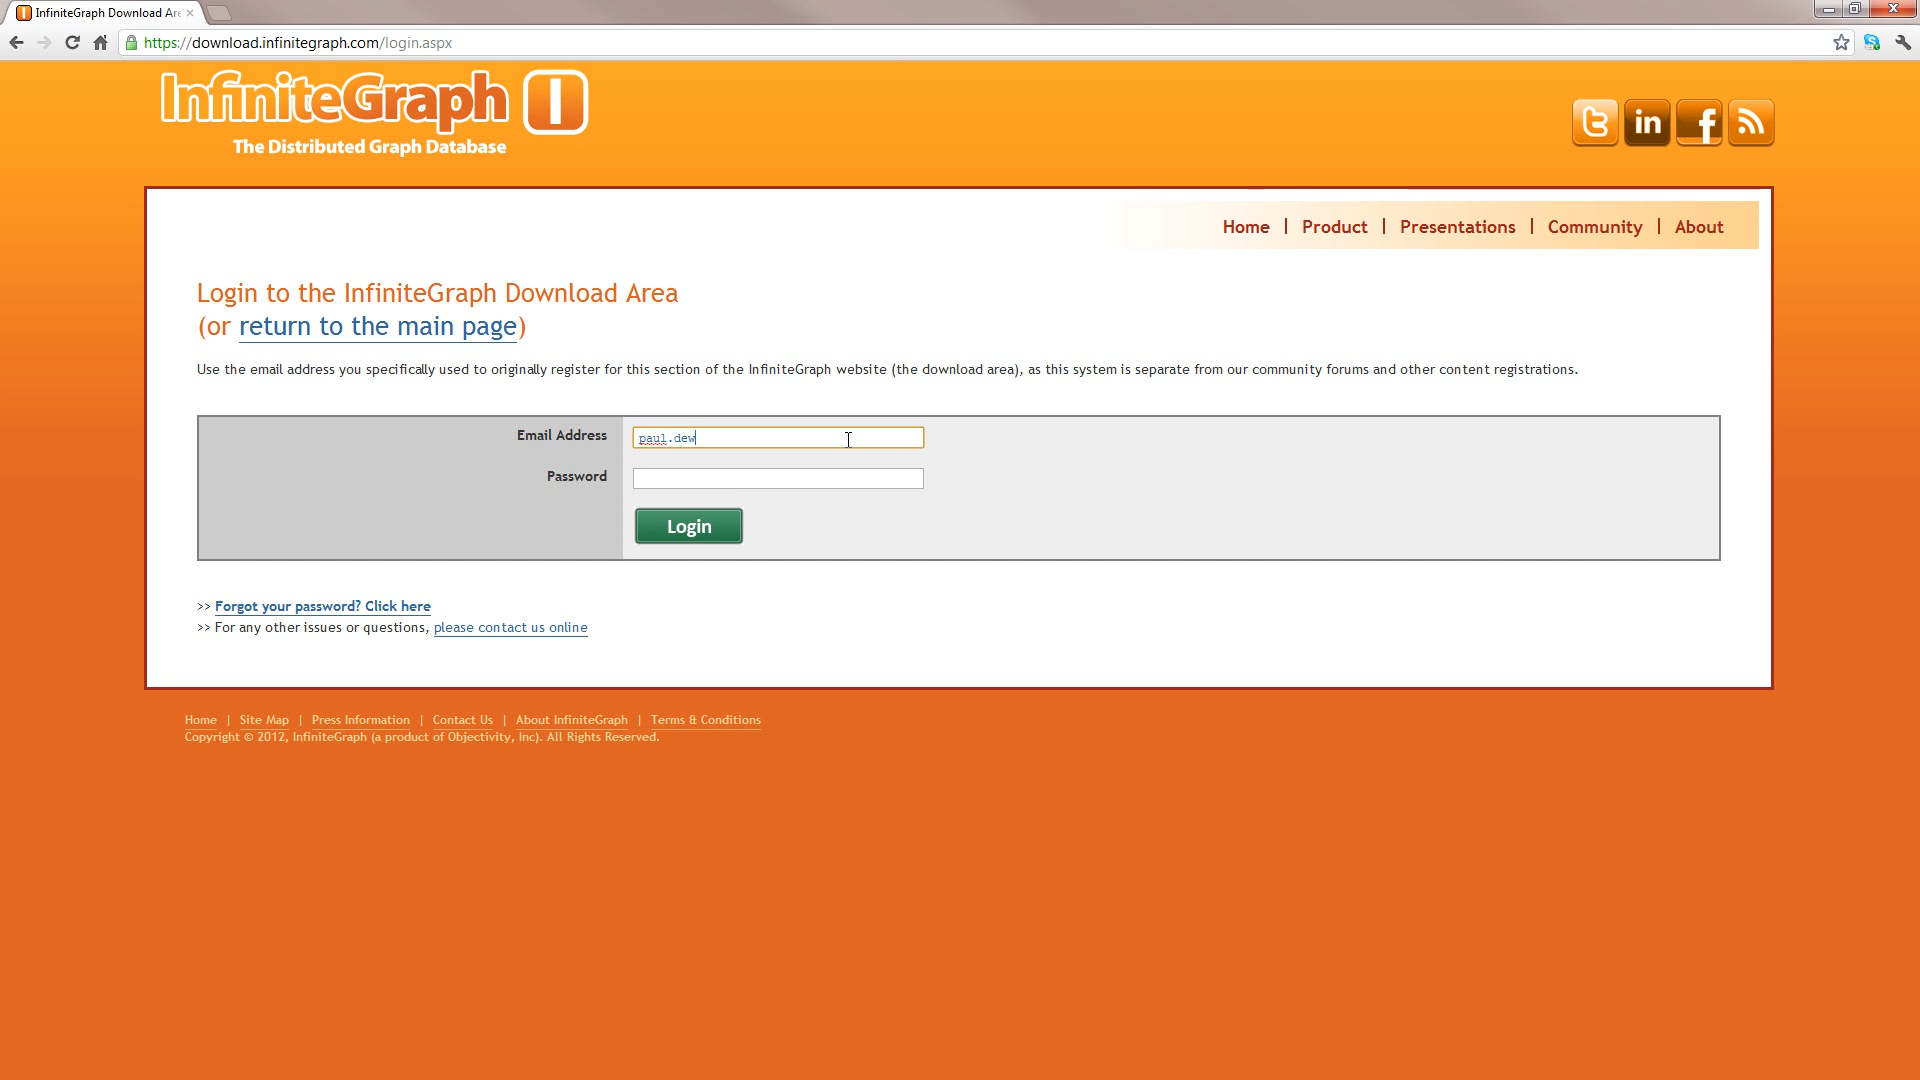 InfiniteGraph Download Are
https://download.infinitegraph.com/login.aspx
InfiniteGraph
The Distributed Graph Database
Home | Product | Presentations | Community | About
Login to the InfiniteGraph Download Area
(or return to the main page)
Use the email address you specifically used to originally register for this section of the InfiniteGraph website (the download area), as this system is separate from our community forums and other content registrations.
Email Address paul.dew
Password
Login
>> Forgot your password? Click here
>> For any other issues or questions, please contact us online
Home | Site Map | Press Information | Contact Us | About InfiniteGraph | Terms & Conditions
Copyright © 2012, InfiniteGraph (a product of Objectivity, Inc). All Rights Reserved.